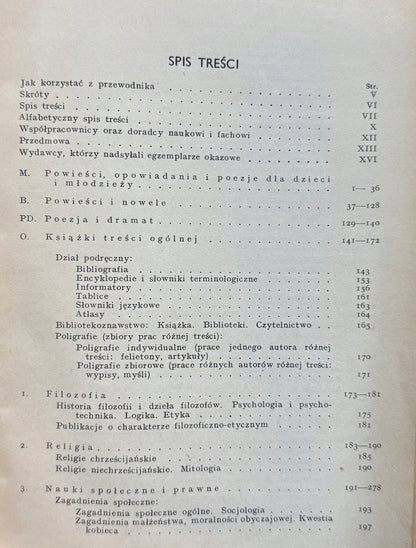 SPIS TREŚCI
Str.
Jak korzystać z przewodnika . . . . . . . . . . . . . V
Skróty . . . . . . . . . . . . . . . . VI
Spis treści . . . . . . . . . . . . . . . VII
Alfabetyczny spis treści . . . . . . . . . . . . . X
Współpracownicy oraz doradcy naukowi i fachowi . . . . . . . XII
Przedmowa . . . . . . . . . . . . . . . XIII
Wydawcy, którzy nadsyłali egzemplarze okazowe . . . . . . . XVI
M. Powieści, opowiadania i poezje dla dzieci
i młodzieży . . . . . . . . . . . . . 1— 36
B. Powieści i nowele . . . . . . . . . . . 37—128
PD. Poezja i dramat . . . . . . . . . . . . 129—140
O. Książki treści ogólnej . . . . . . . . . . 141—172
Dział podręczny:
Bibliografia . . . . . . . . . . . . . 143
Encyklopedie i słowniki terminologiczne . . . . . . . 153
Informatory . . . . . . . . . . . . . 156
Tablice . . . . . . . . . . . . . . 161
Słowniki językowe . . . . . . . . . . . 163
Atlasy . . . . . . . . . . . . . . 164
Bibliotekoznawstwo: Książka. Biblioteki. Czytelnictwo . . 165
Poligrafie (zbiory prac różnej treści):
Poligrafie indywidualne (prace jednego autora różnej
treści: felietony, artykuły) . . . . . . . . . 170
Poligrafie zbiorowe (prace różnych autorów różnej treści:
wypisy, myśli) . . . . . . . . . . . . 171
1. Filozofia . . . . . . . . . . . . . 173—181
Historia filozofii i dzieła filozofów. Psychologia i psycho-
technika. Logika. Etyka . . . . . . . . . . 175
Publikacje o charakterze filozoficzno-etycznym . . . . . 181
2. Religia . . . . . . . . . . . . . . 183—190
Religie chrześcijańskie . . . . . . . . . . . 185
Religie niechrześcijańskie. Mitologia . . . . . . . 190
3. Nauki społeczne i prawne . . . . . . . . . 191—278
Zagadnienia społeczne:
Zagadnienia społeczne ogólne. Socjologia . . . . . . 193
Zagadnienia małżeństwa, moralności obyczajowej. Kwestia
kobieca . . . . . . . . . . . . . . 197